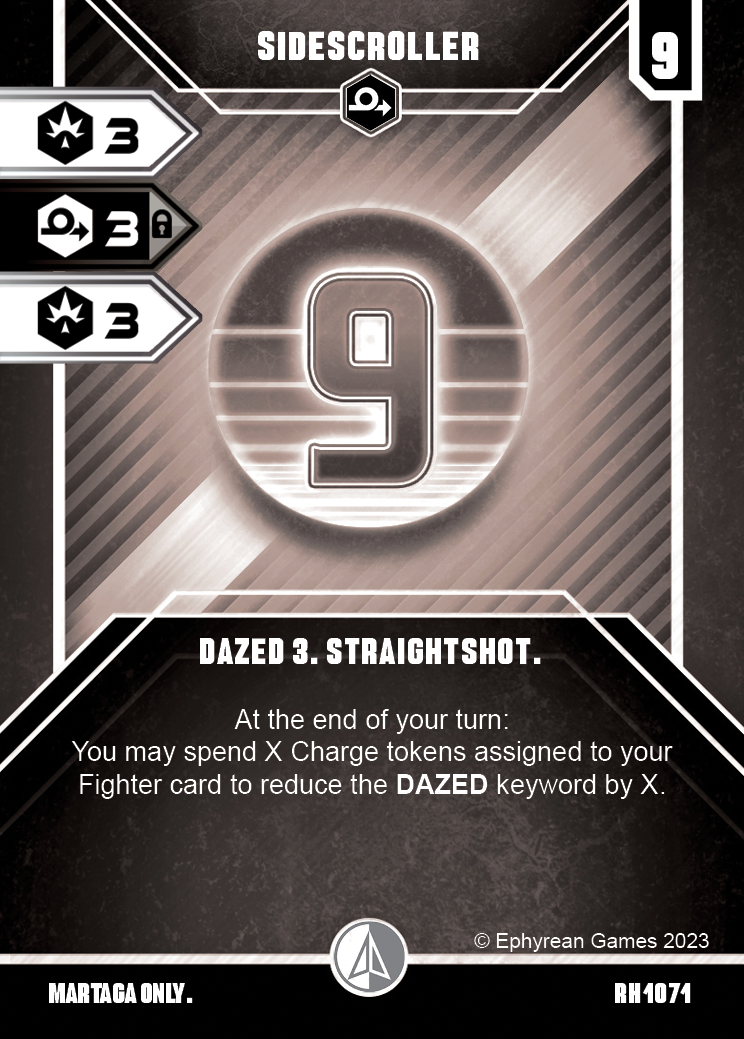 SIDESCROLLER
9
3
3
3
9
DAZED 3. STRAIGHTSHOT.
At the end of your turn:
You may spend X Charge tokens assigned to your
Fighter card to reduce the DAZED keyword by X.
© Ephyrean Games 2023
MARTAGA ONLY.
RH1071